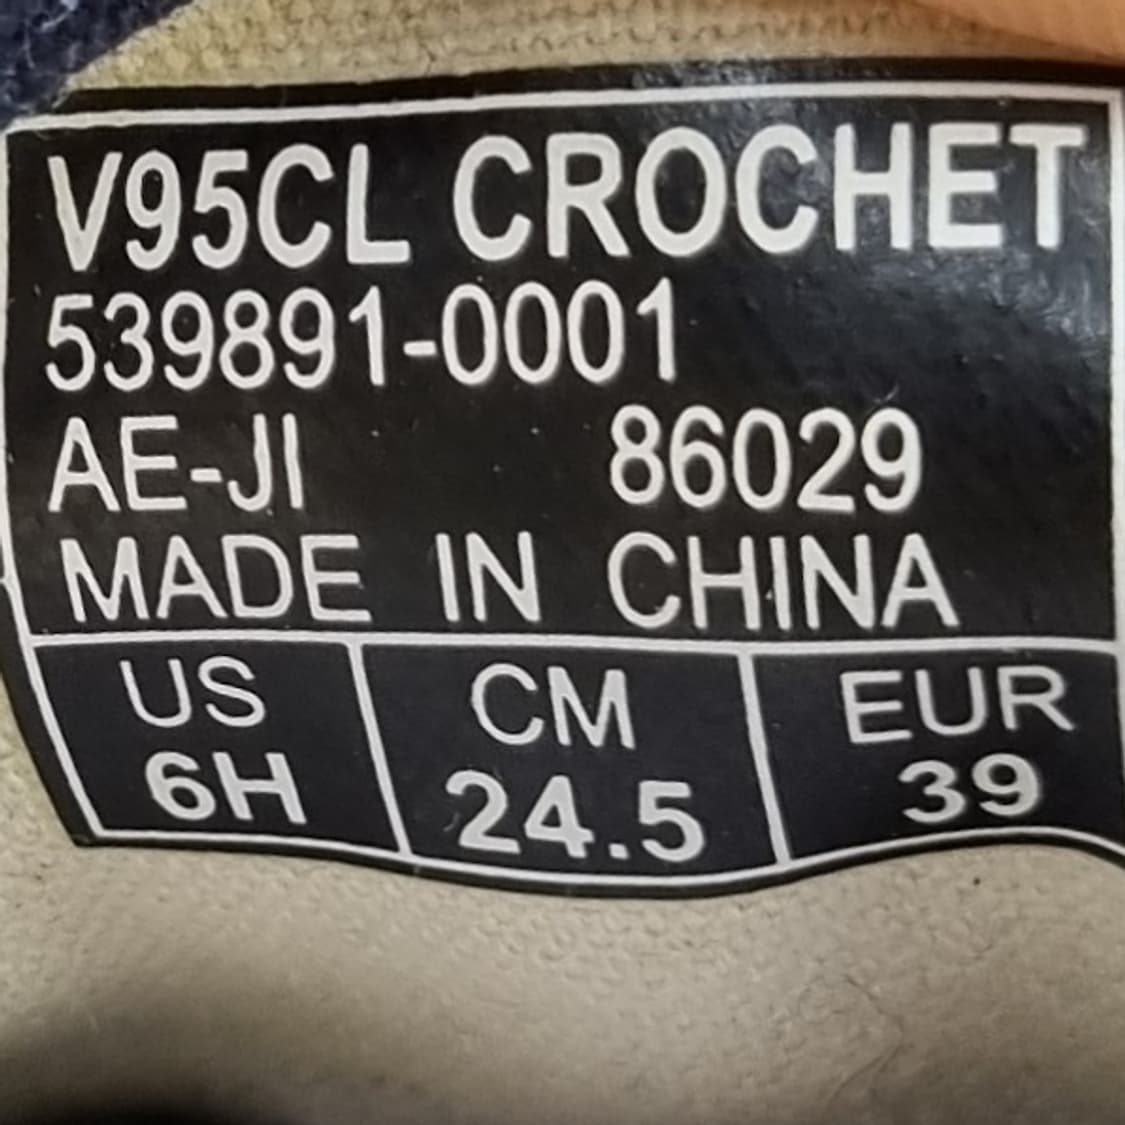 V95CL CROCHET
539891-0001
AE-JI 86029
MADE IN CHINA
US CM EUR
6H 24.5 39